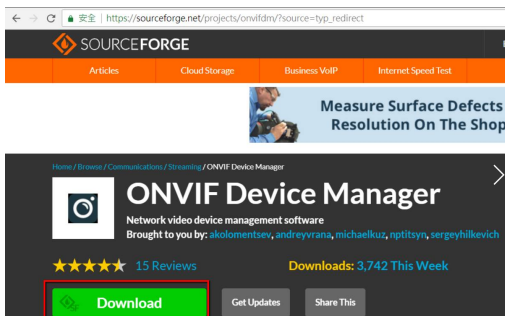 安全 | https://sourceforge.net/projects/onvifdm/?source=typ_redirect
SOURCEFORGE
Articles Cloud Storage Business VoIP Internet Speed Test
Measure Surface Defects
Resolution On The Shop
Home / Browse / Communications / Streaming / ONVIF Device Manager
ONVIF Device Manager
Network video device management software
Brought to you by: akolomentsev, andreyvrana, michaelkuz, nptitsyn, sergeyhilkevich
15 Reviews Downloads: 3,742 This Week
Download Get Updates Share This